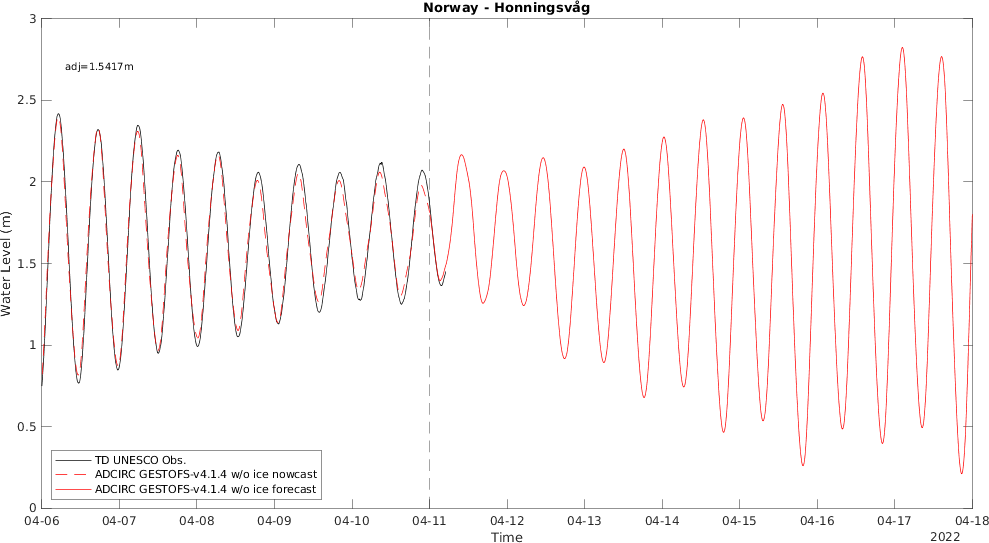 Norway - Honningsvåg
3
adj=1.5417m
2.5
2
1.5
1
0.5
0
Water Level (m)
TD UNESCO Obs.
ADCIRC GESTOFS-v4.1.4 w/o ice nowcast
ADCIRC GESTOFS-v4.1.4 w/o ice forecast
04-06 04-07 04-08 04-09 04-10 04-11 04-12 04-13 04-14 04-15 04-16 04-17 04-18
Time
2022